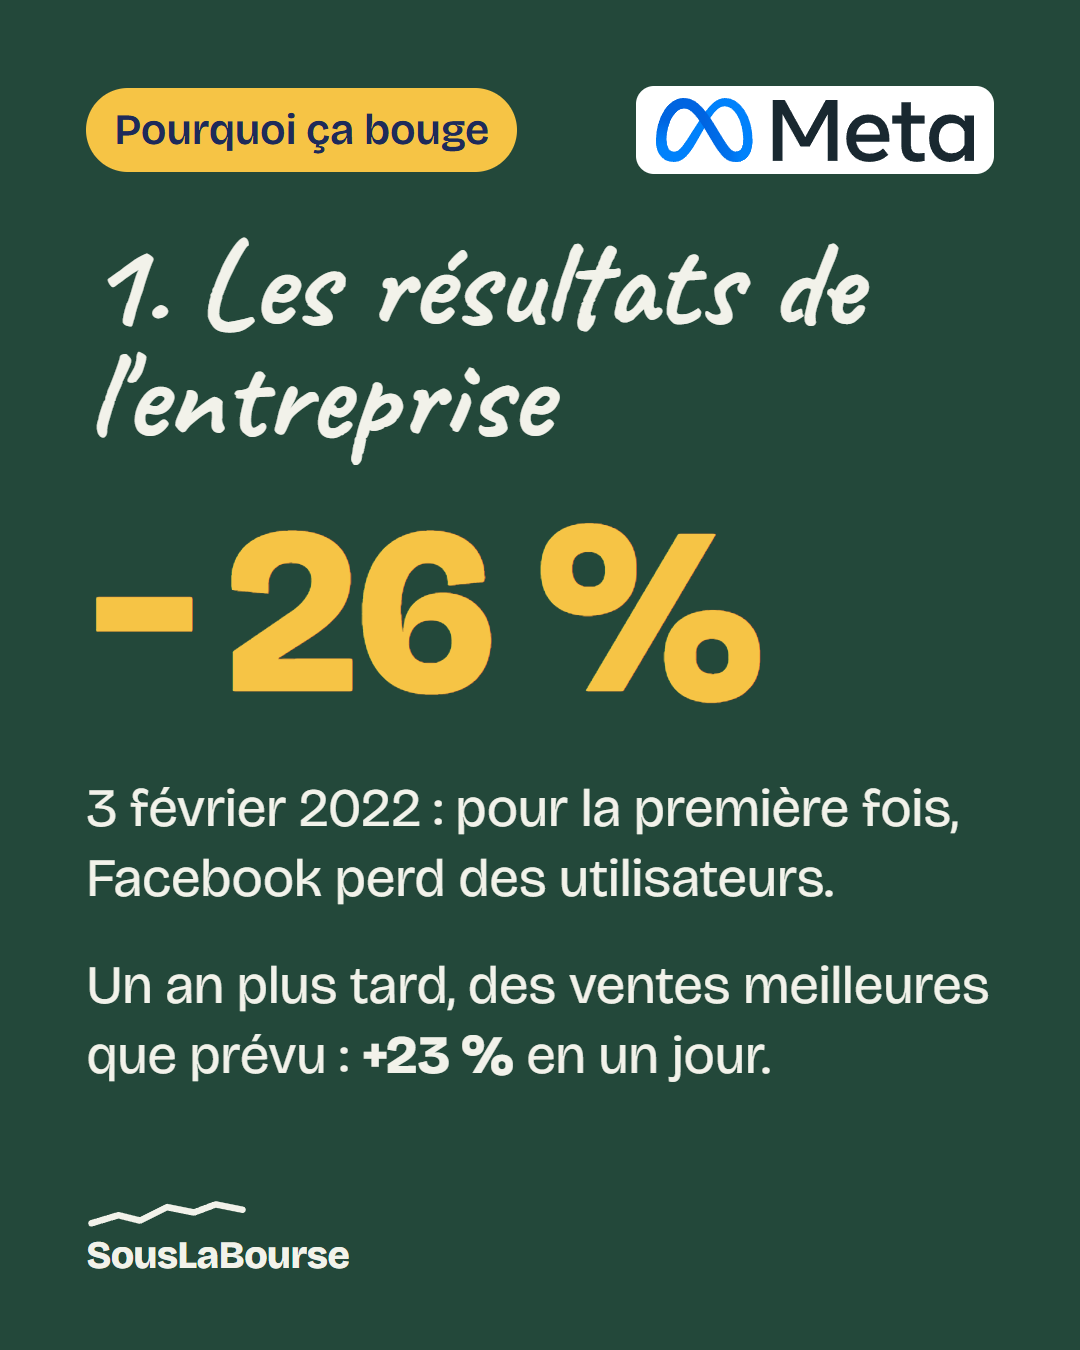 Pourquoi ça bouge
Meta
1. Les résultats de
l'entreprise
-26 %
3 février 2022 : pour la première fois,
Facebook perd des utilisateurs.
Un an plus tard, des ventes meilleures
que prévu : +23 % en un jour.
SousLaBourse